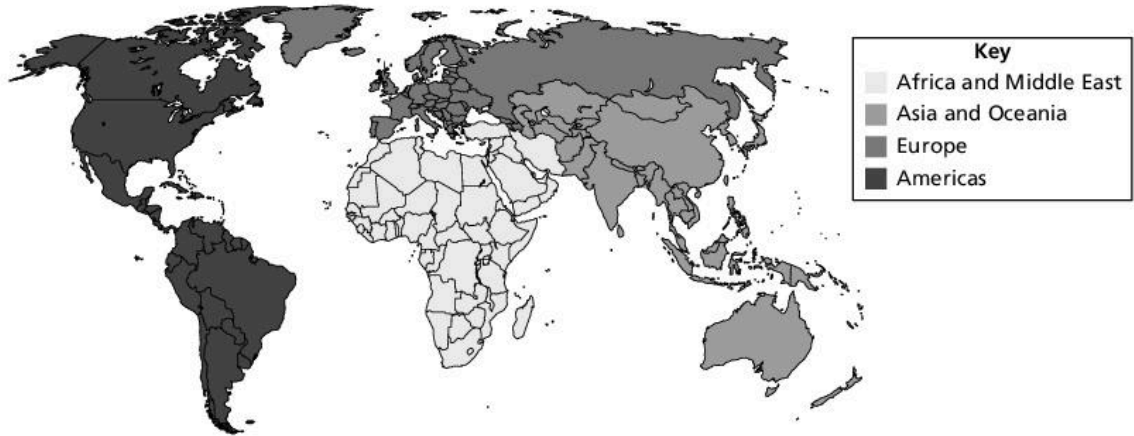 Key
Africa and Middle East
Asia and Oceania
Europe
Americas